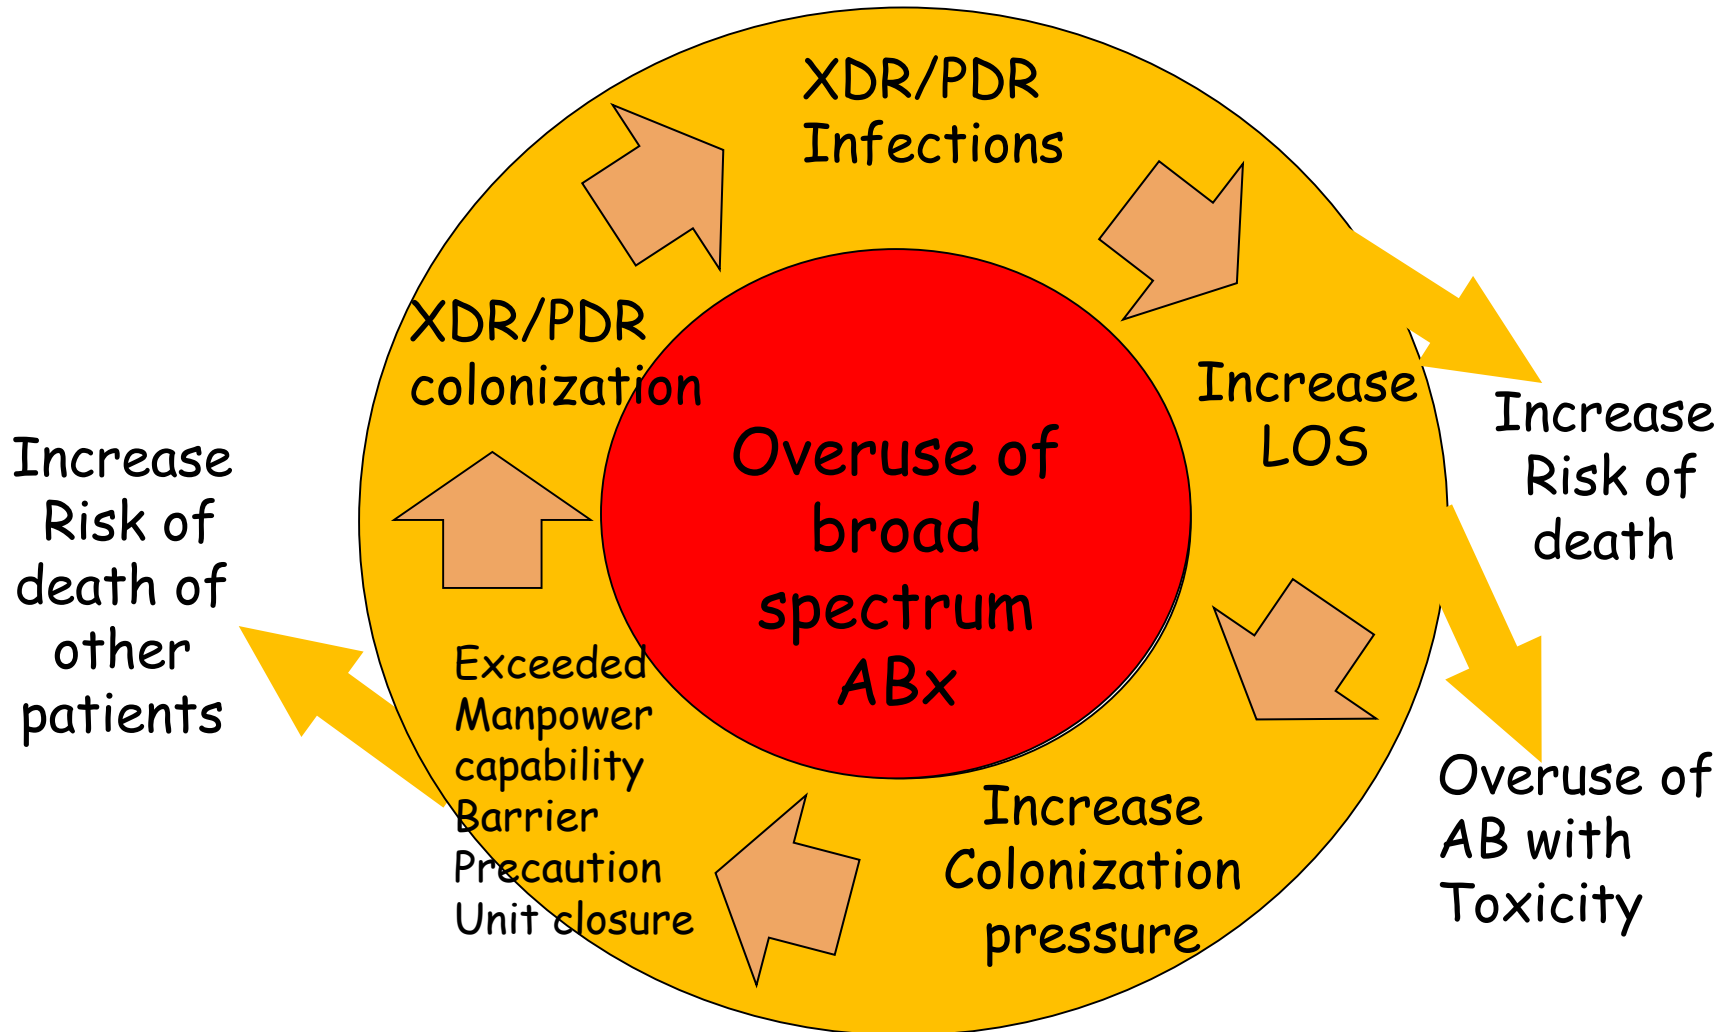 XDR/PDR
Infections
XDR/PDR
colonization
Increase
LOS
Increase
Risk of
death
Overuse of
broad
spectrum
ABx
Increase
Risk of
death of
other
patients
Exceeded
Manpower
capability
Barrier
Precaution
Unit closure
Increase
Colonization
pressure
Overuse of
AB with
Toxicity